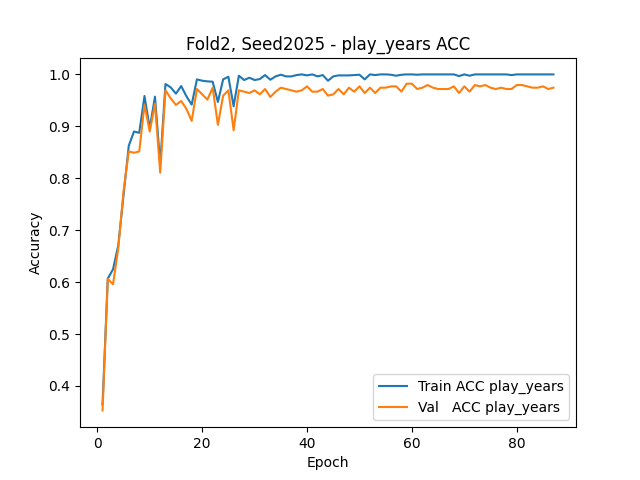 Fold2, Seed2025 - play_years ACC
1.0
0.9
0.8
0.7
0.6
0.5
0.4
Accuracy
0
20
40
60
80
Epoch
Train ACC play_years
Val   ACC play_years